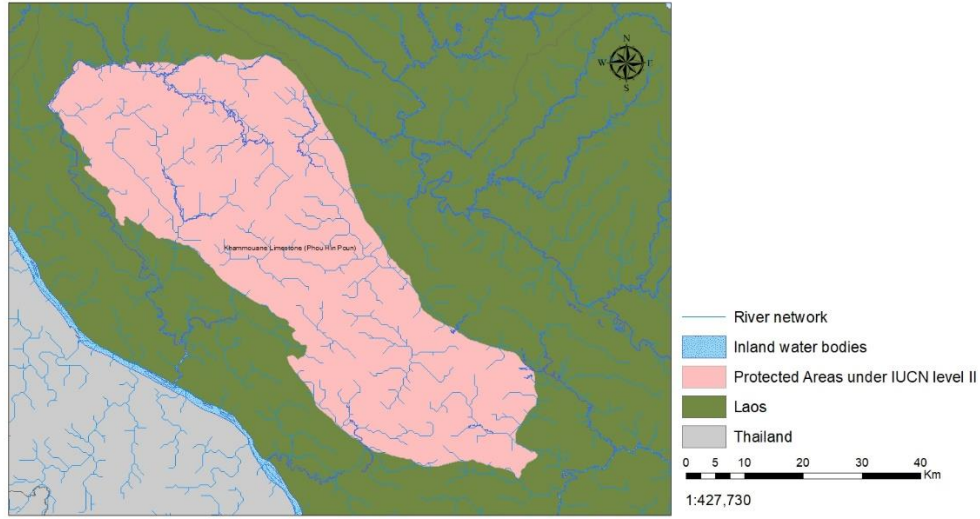 N
W E
S
Khammouane Limestone (Phou Hin Poun)
River network
Inland water bodies
Protected Areas under IUCN level II
Laos
Thailand
0 5 10 20 30 40
Km
1:427,730